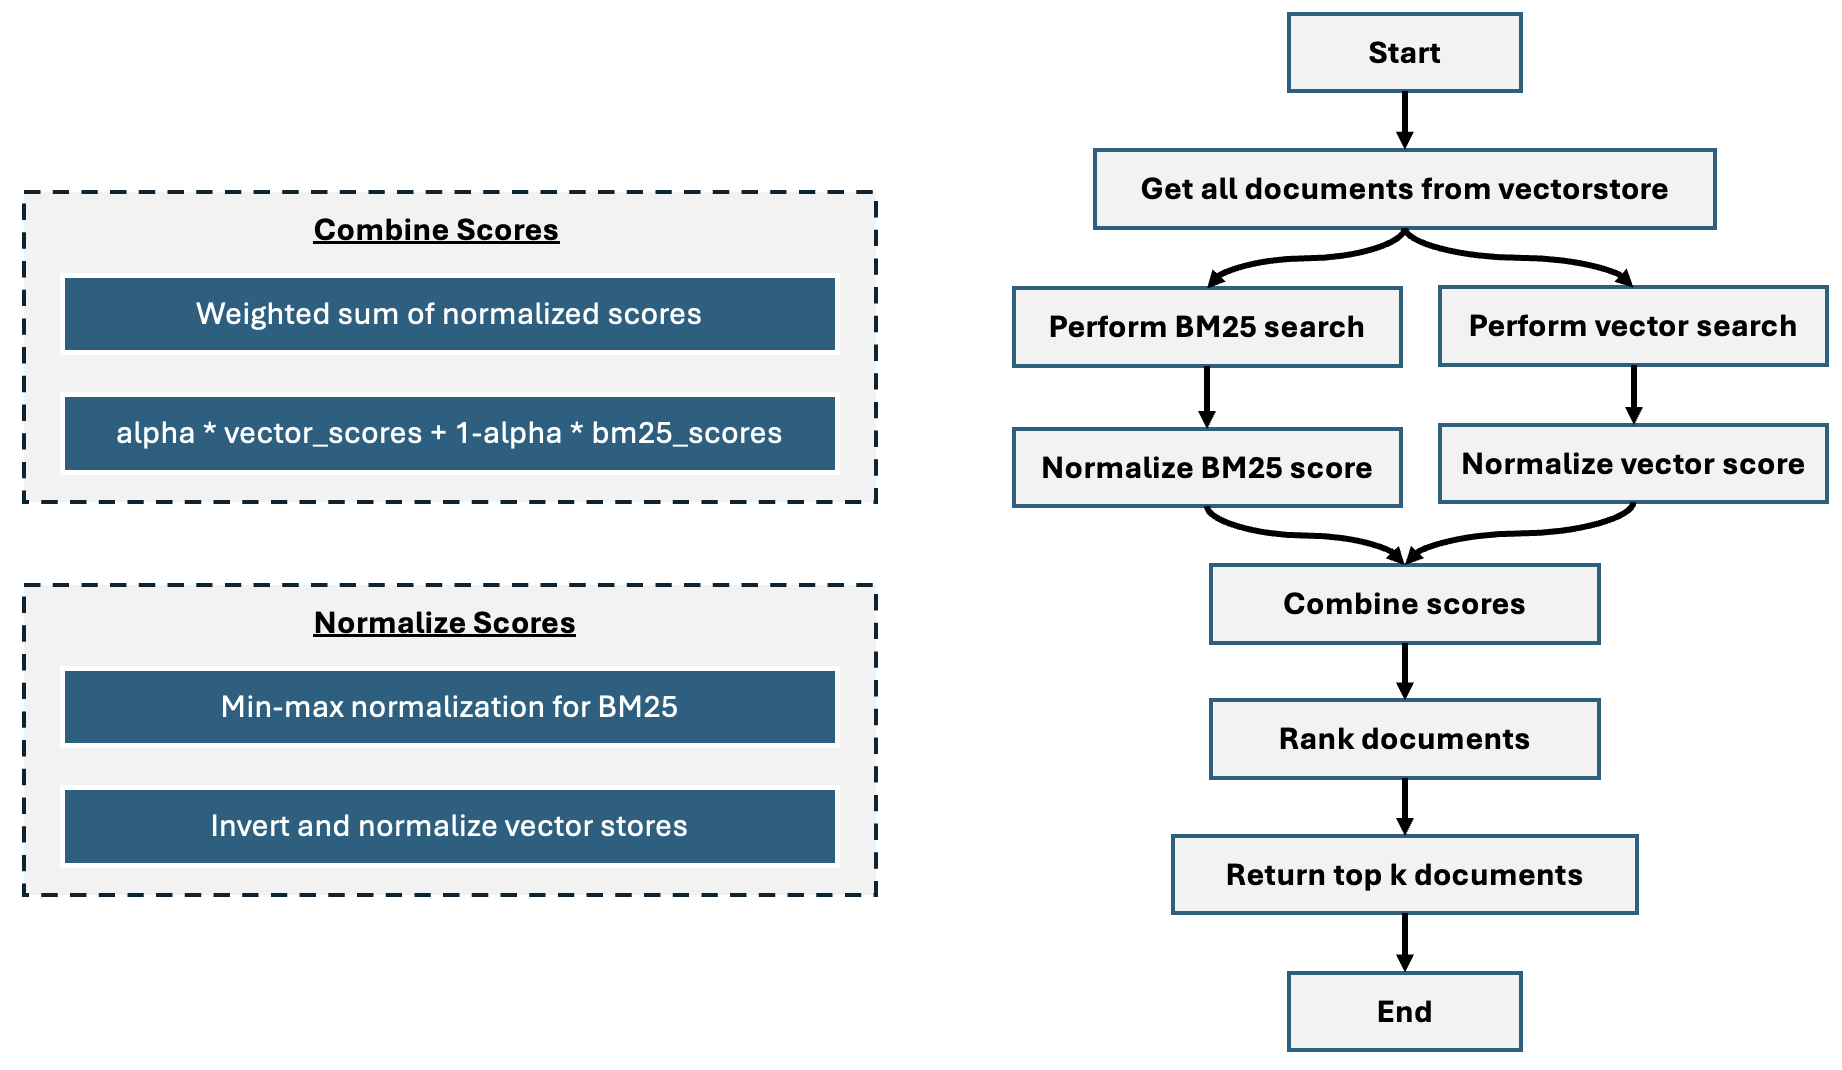 Combine Scores
Weighted sum of normalized scores
alpha * vector_scores + 1-alpha * bm25_scores
Normalize Scores
Min-max normalization for BM25
Invert and normalize vector stores
Start
Get all documents from vectorstore
Perform BM25 search
Perform vector search
Normalize BM25 score
Normalize vector score
Combine scores
Rank documents
Return top k documents
End